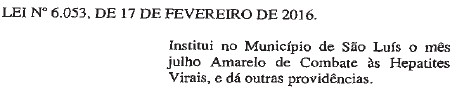 LEI Nº 6.053, DE 17 DE FEVEREIRO DE 2016.
Institui no Município de São Luís o mês
julho Amarelo de Combate às Hepatites
Virais, e dá outras providências.